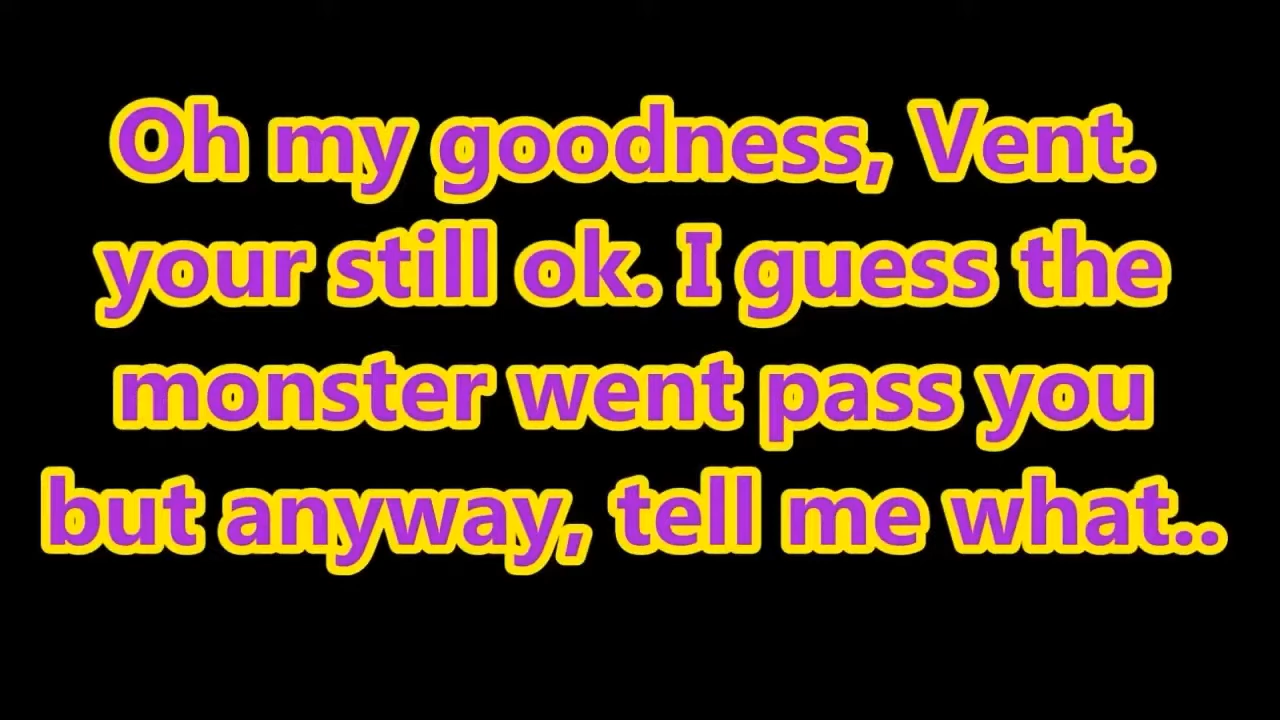 Oh my goodness, Vent.
your still ok. I guess the
monster went pass you
but anyway, tell me what..